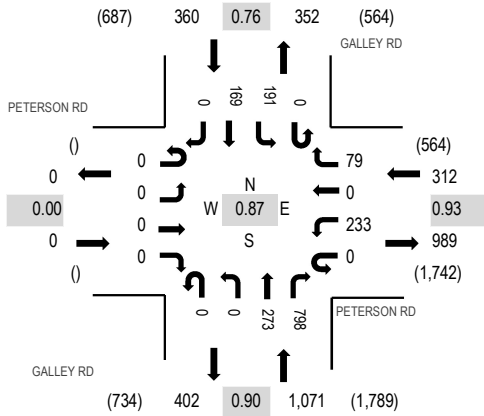 (687) 360 0.76 352 (564)
GALLEY RD
PETERSON RD
0 169 191 0
() (564)
0 0 79 312
0 0
N
0.00 W 0.87 E 0.93
0 233
S
0 0 0 989
() (1,742)
0 0 273 798
PETERSON RD
GALLEY RD
(734) 402 0.90 1,071 (1,789)